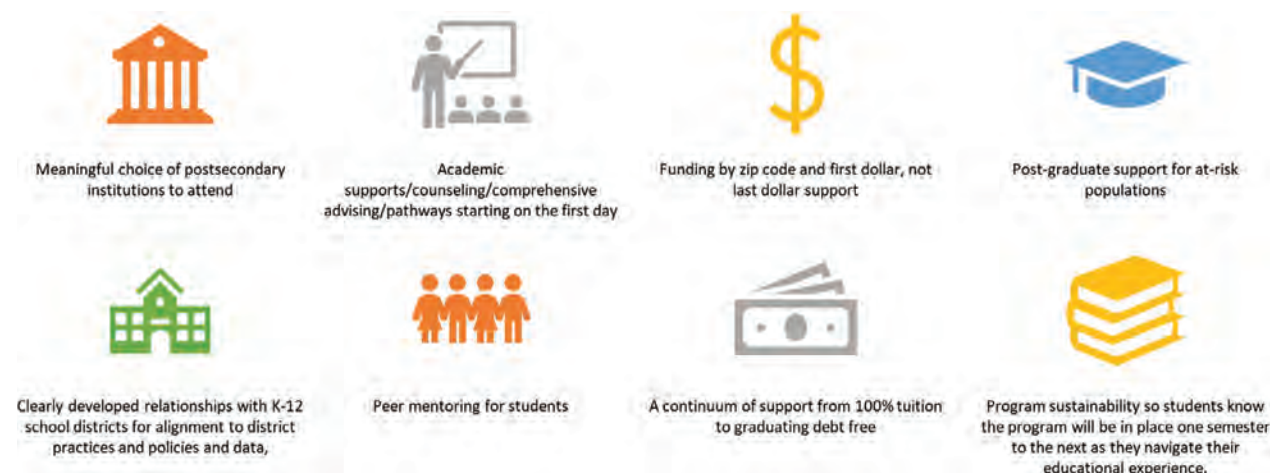 Meaningful choice of postsecondary
institutions to attend
Academic
supports/counseling/comprehensive
advising/pathways starting on the first day
Funding by zip code and first dollar, not
last dollar support
Post-graduate support for at-risk
populations
Clearly developed relationships with K-12
school districts for alignment to district
practices and policies and data,
Peer mentoring for students
A continuum of support from 100% tuition
to graduating debt free
Program sustainability so students know
the program will be in place one semester
to the next as they navigate their
educational experience.